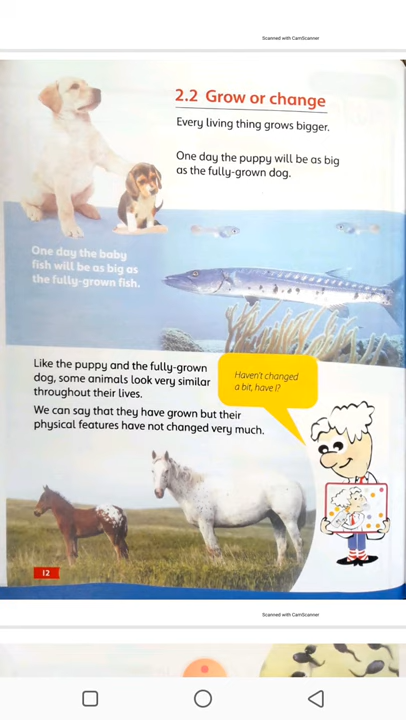 Scanned with CamScanner
2.2 Grow or change
Every living thing grows bigger.
One day the puppy will be as big
as the fully-grown dog.
One day the baby
fish will be as big as
the fully-grown fish.
Like the puppy and the fully-grown
dog, some animals look very similar
throughout their lives.
We can say that they have grown but their
physical features have not changed very much.
Haven't changed
a bit, have I?
12
Scanned with CamScanner